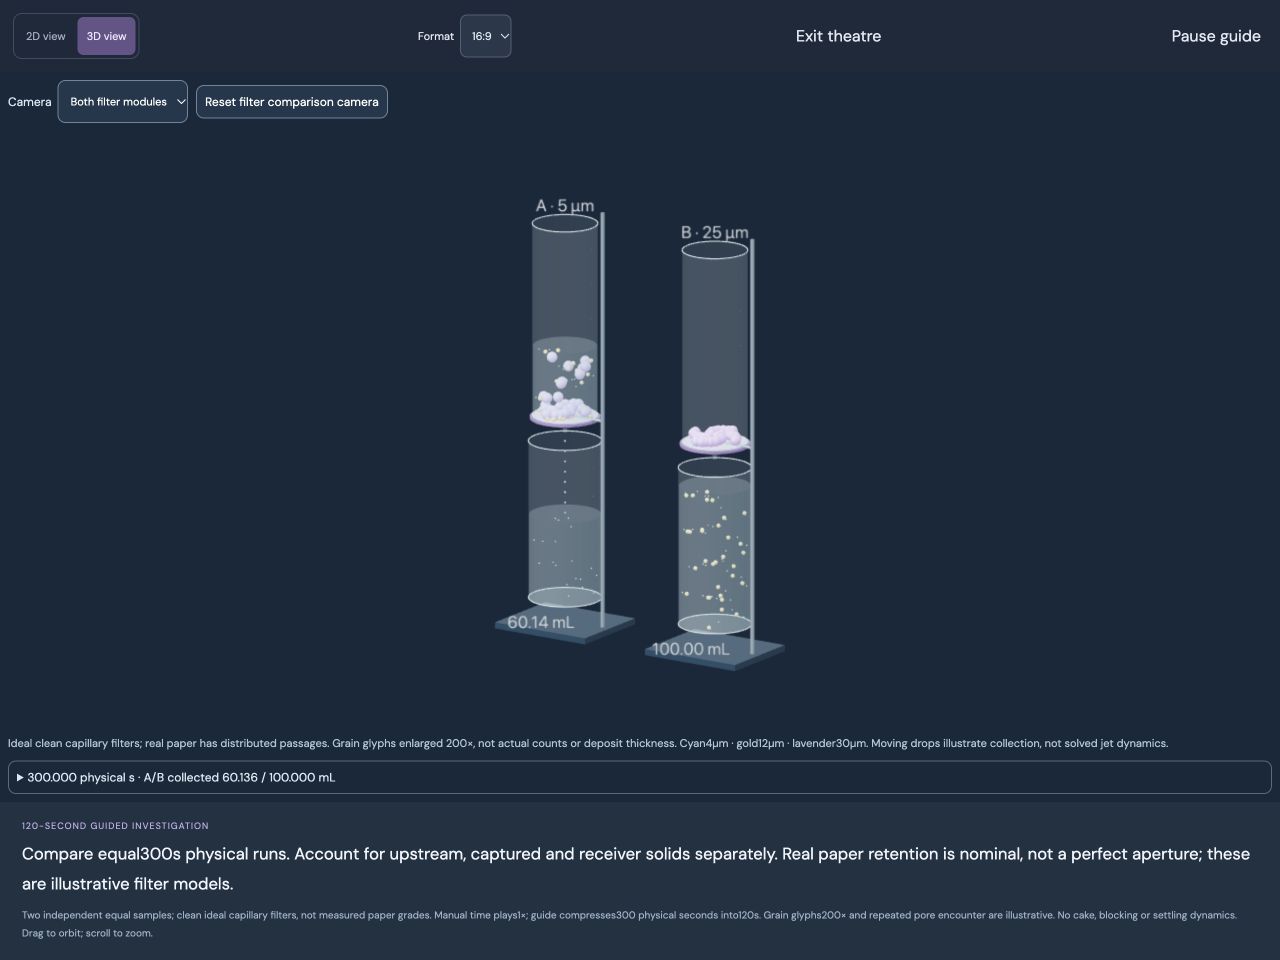 2D view
3D view
Format
16:9
Exit theatre
Pause guide
Camera
Both filter modules
Reset filter comparison camera
A · 5 µm
B · 25 µm
60.14 mL
100.00 mL
Ideal clean capillary filters; real paper has distributed passages. Grain glyphs enlarged 200×, not actual counts or deposit thickness. Cyan4µm · gold12µm · lavender30µm. Moving drops illustrate collection, not solved jet dynamics.
300.000 physical s · A/B collected 60.136 / 100.000 mL
120-SECOND GUIDED INVESTIGATION
Compare equal300s physical runs. Account for upstream, captured and receiver solids separately. Real paper retention is nominal, not a perfect aperture; these
are illustrative filter models.
Two independent equal samples; clean ideal capillary filters, not measured paper grades. Manual time plays1×; guide compresses300 physical seconds into120s. Grain glyphs200× and repeated pore encounter are illustrative. No cake, blocking or settling dynamics.
Drag to orbit; scroll to zoom.